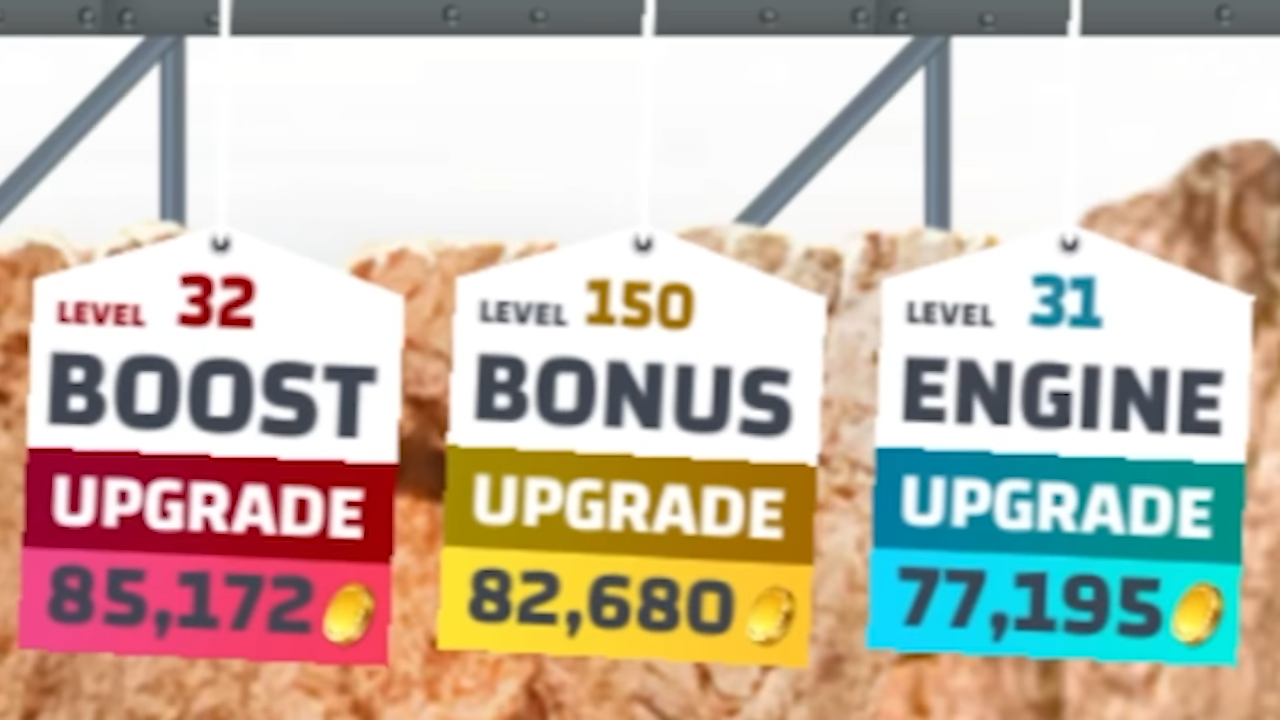 LEVEL 32
BOOST
UPGRADE
85,172
LEVEL 150
BONUS
UPGRADE
82,680
LEVEL 31
ENGINE
UPGRADE
77,195